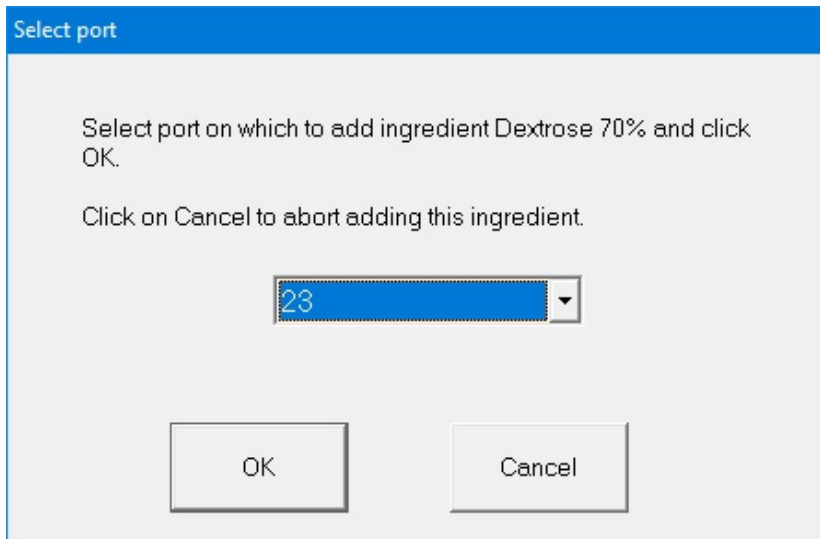 Select port
Select port on which to add ingredient Dextrose 70% and click
OK.
Click on Cancel to abort adding this ingredient.
23
OK
Cancel